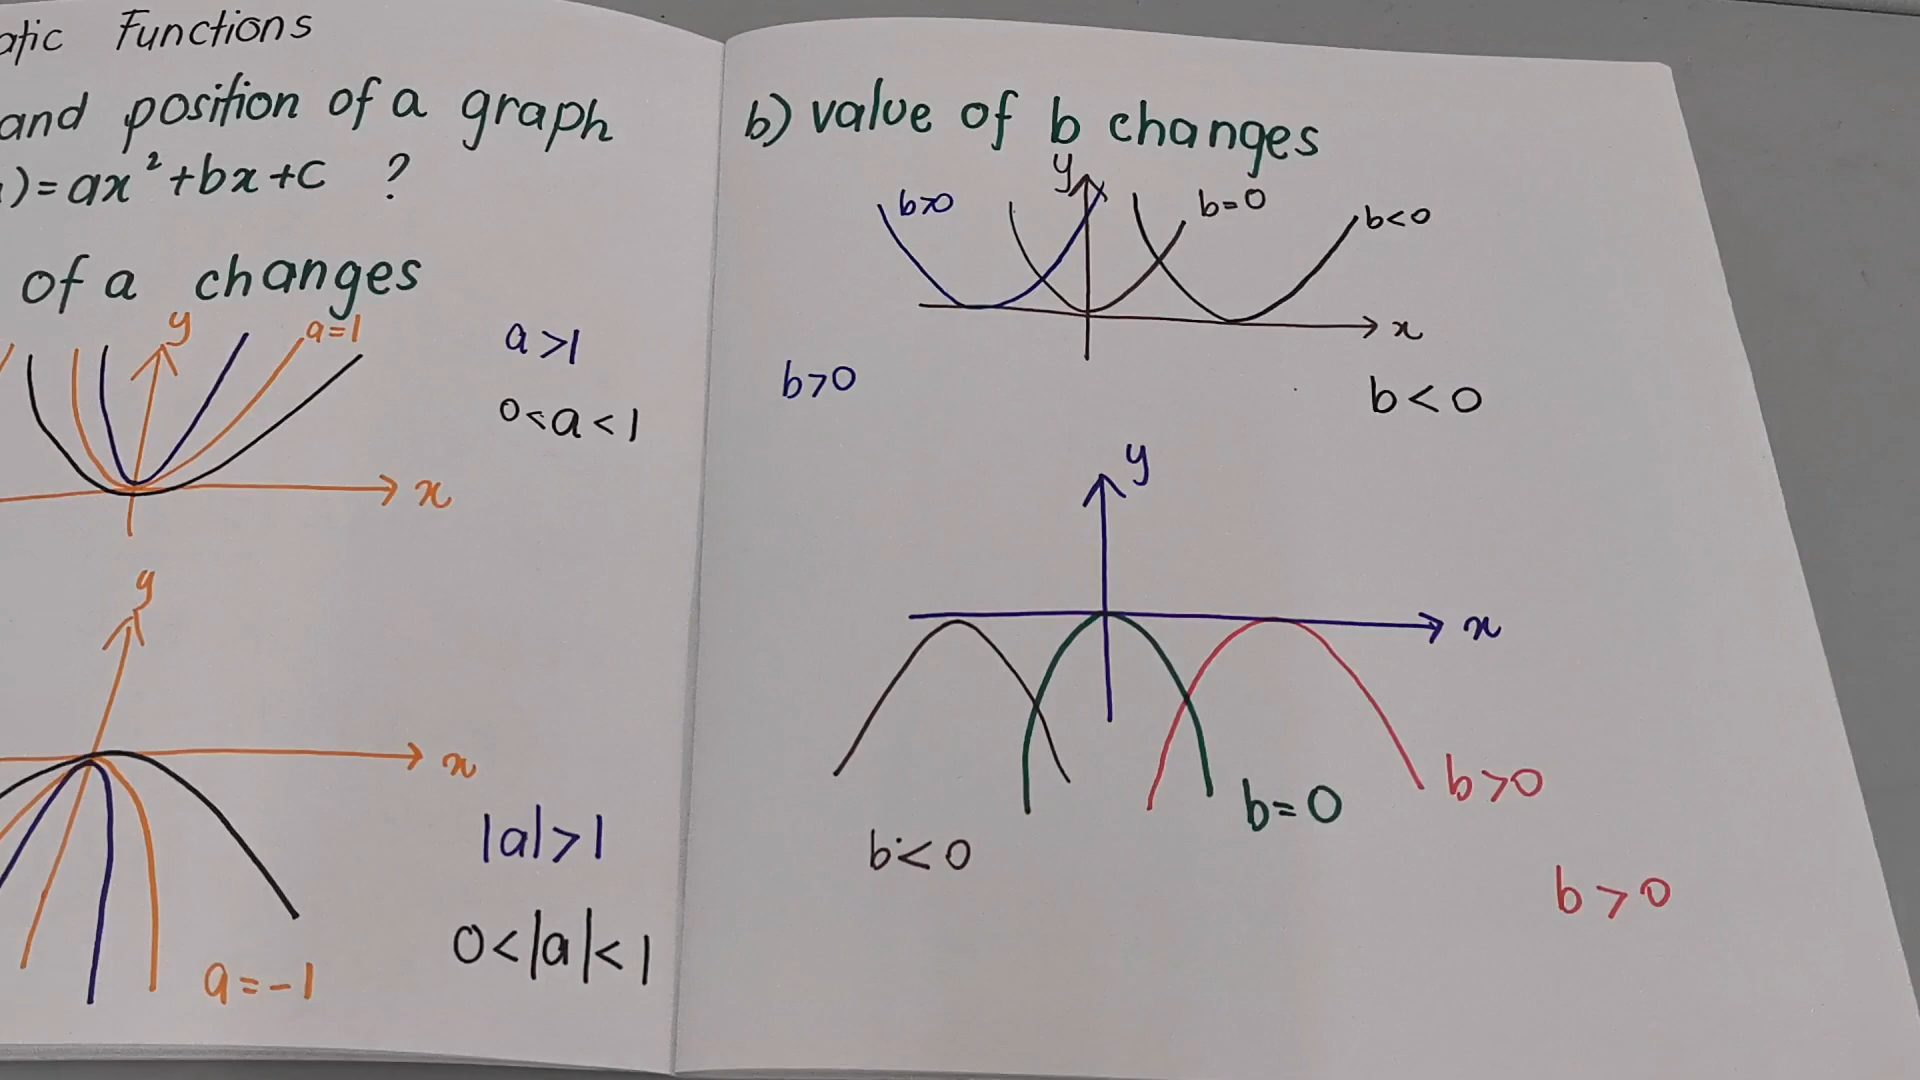 Functions
and position of a graph
)=ax²+bx+c ?
of a changes
y
a=1
a>1
0<a<1
x
y
x
|a|>1
0<|a|<1
a=-1
b) value of b changes
y
b>0
b=0
b<0
x
b>0
b<0
y
x
b>0
b=0
b<0
b>0